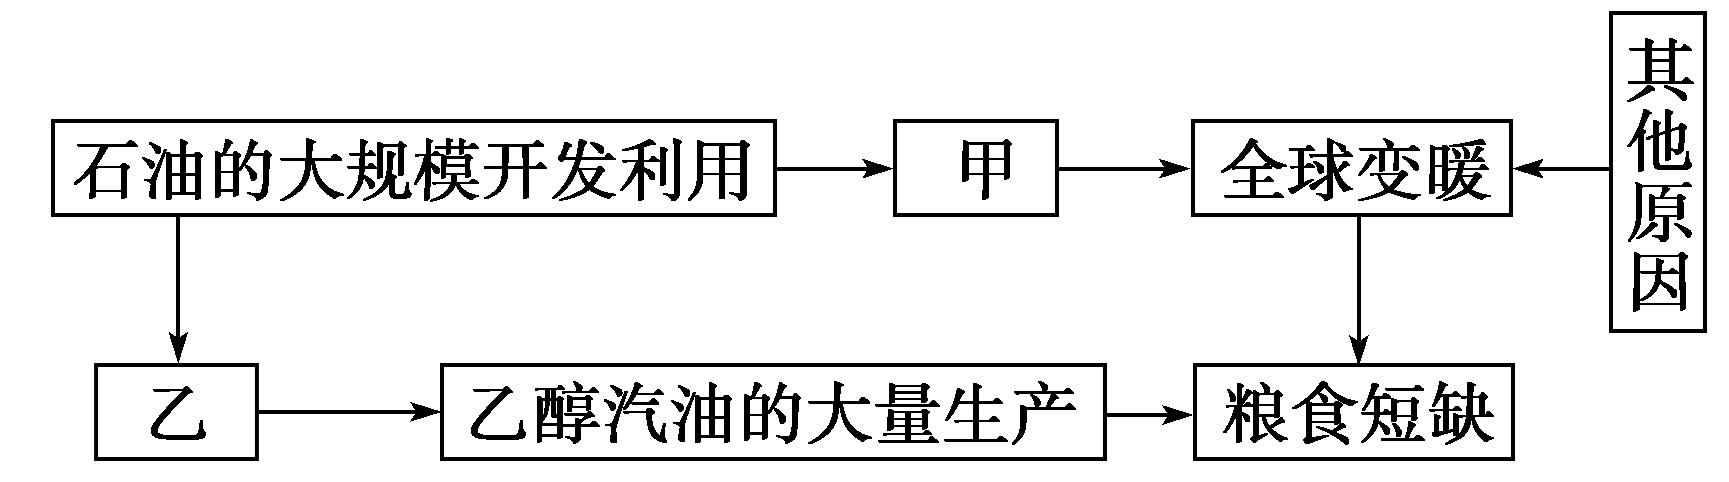 石油的大规模开发利用
甲
全球变暖
其他原因
乙
乙醇汽油的大量生产
粮食短缺